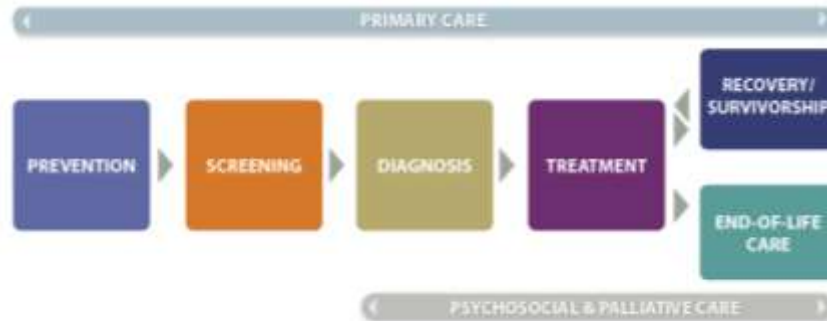 PRIMARY CARE
PREVENTION
SCREENING
DIAGNOSIS
TREATMENT
RECOVERY/
SURVIVORSHIP
END-OF-LIFE
CARE
PSYCHOSOCIAL & PALLIATIVE CARE